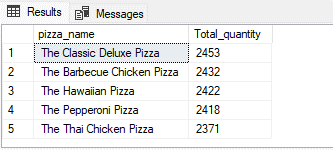 Results Messages
pizza_name Total_quantity
1 The Classic Deluxe Pizza 2453
2 The Barbecue Chicken Pizza 2432
3 The Hawaiian Pizza 2422
4 The Pepperoni Pizza 2418
5 The Thai Chicken Pizza 2371